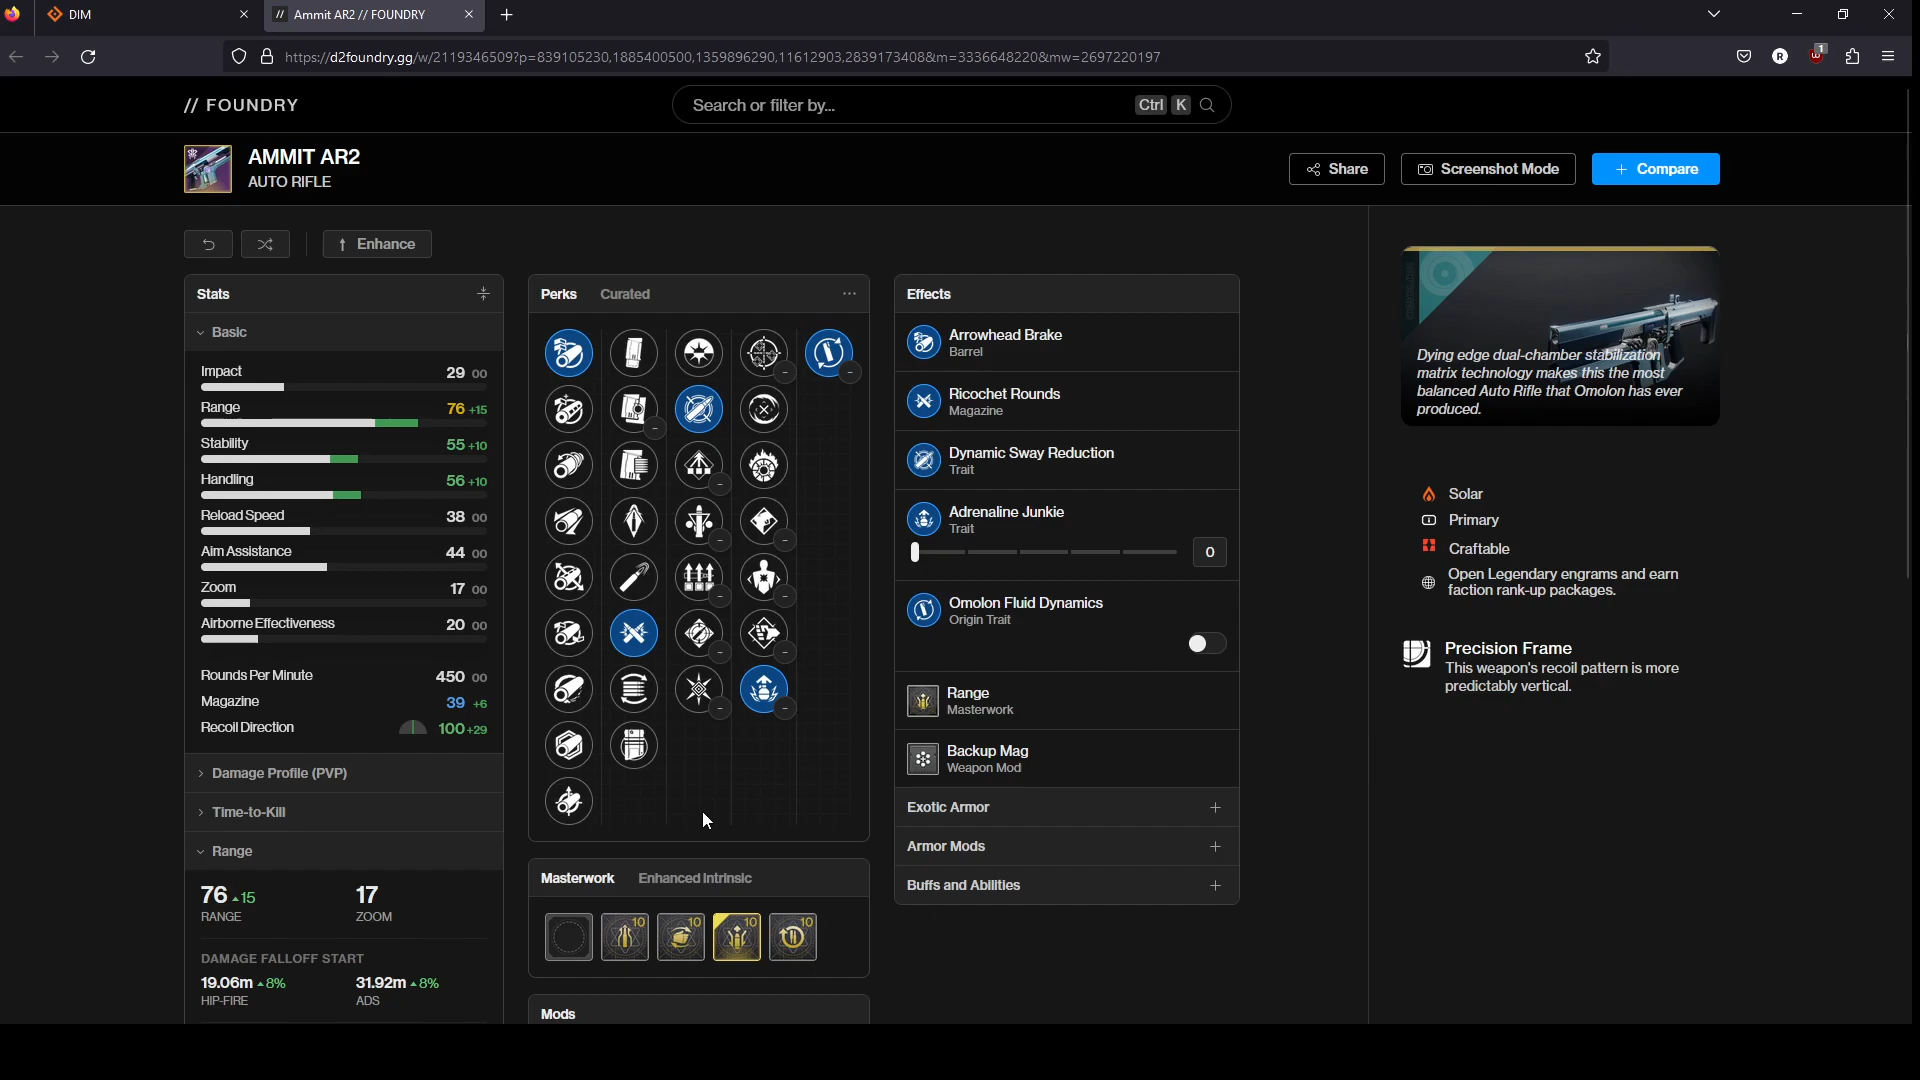 DIM
// Ammit AR2 // FOUNDRY
https://d2foundry.gg/w/2119346509?p=839105230,1885400500,1359896290,11612903,2839173408&m=3336648220&mw=2697220197
R
1
// FOUNDRY
Search or filter by...
Ctrl K
AMMIT AR2
AUTO RIFLE
Share
Screenshot Mode
+ Compare
Enhance
Stats
Basic
Impact 29 00
Range 76 +15
Stability 55 +10
Handling 56 +10
Reload Speed 38 00
Aim Assistance 44 00
Zoom 17 00
Airborne Effectiveness 20 00
Rounds Per Minute 450 00
Magazine 39 +6
Recoil Direction 100 +29
Damage Profile (PVP)
Time-to-Kill
Range
76 15
RANGE
17
ZOOM
DAMAGE FALLOFF START
19.06m 8%
HIP-FIRE
31.92m 8%
ADS
Perks Curated
Masterwork Enhanced Intrinsic
10 10 10 10
Mods
Effects
Arrowhead Brake
Barrel
Ricochet Rounds
Magazine
Dynamic Sway Reduction
Trait
Adrenaline Junkie
Trait
0
Omolon Fluid Dynamics
Origin Trait
Range
Masterwork
Backup Mag
Weapon Mod
Exotic Armor +
Armor Mods +
Buffs and Abilities +
Dying edge dual-chamber stabilization
matrix technology makes this the most
balanced Auto Rifle that Omolon has ever
produced.
Solar
Primary
Craftable
Open Legendary engrams and earn
faction rank-up packages.
Precision Frame
This weapon's recoil pattern is more
predictably vertical.